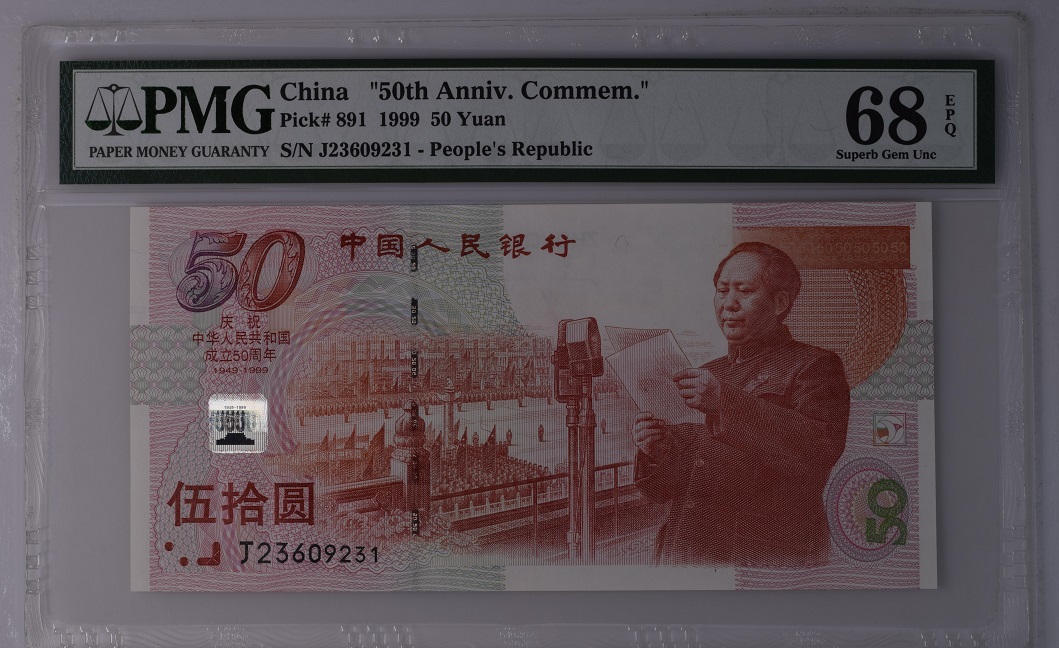 PMG
PAPER MONEY GUARANTY
China "50th Anniv. Commem."
Pick# 891 1999 50 Yuan
S/N J23609231 - People's Republic
68
EPQ
Superb Gem Unc
50
中国人民银行
庆祝
中华人民共和国
成立50周年
1949-1999
伍拾圆
J23609231
50